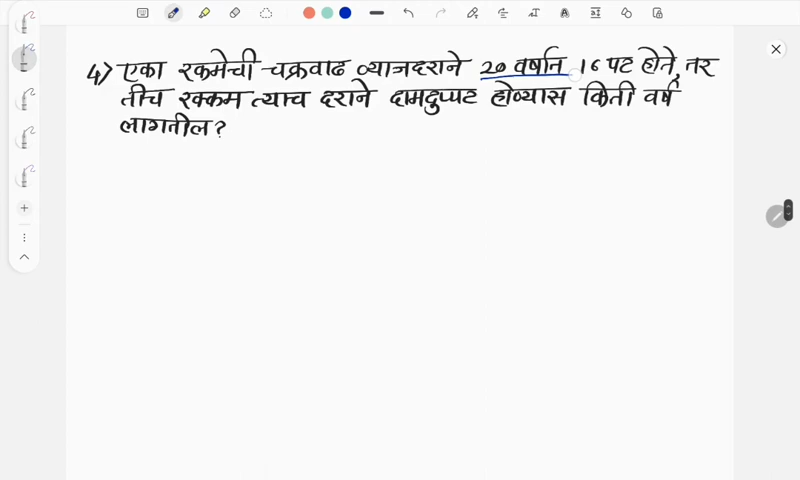 4) एका रकमेची चक्रवाढ व्याजदराने 20 वर्षात 16 पट होते, तर
तीच रक्कम त्याच दराने दामदुप्पट होण्यास किती वर्ष
लागतील?